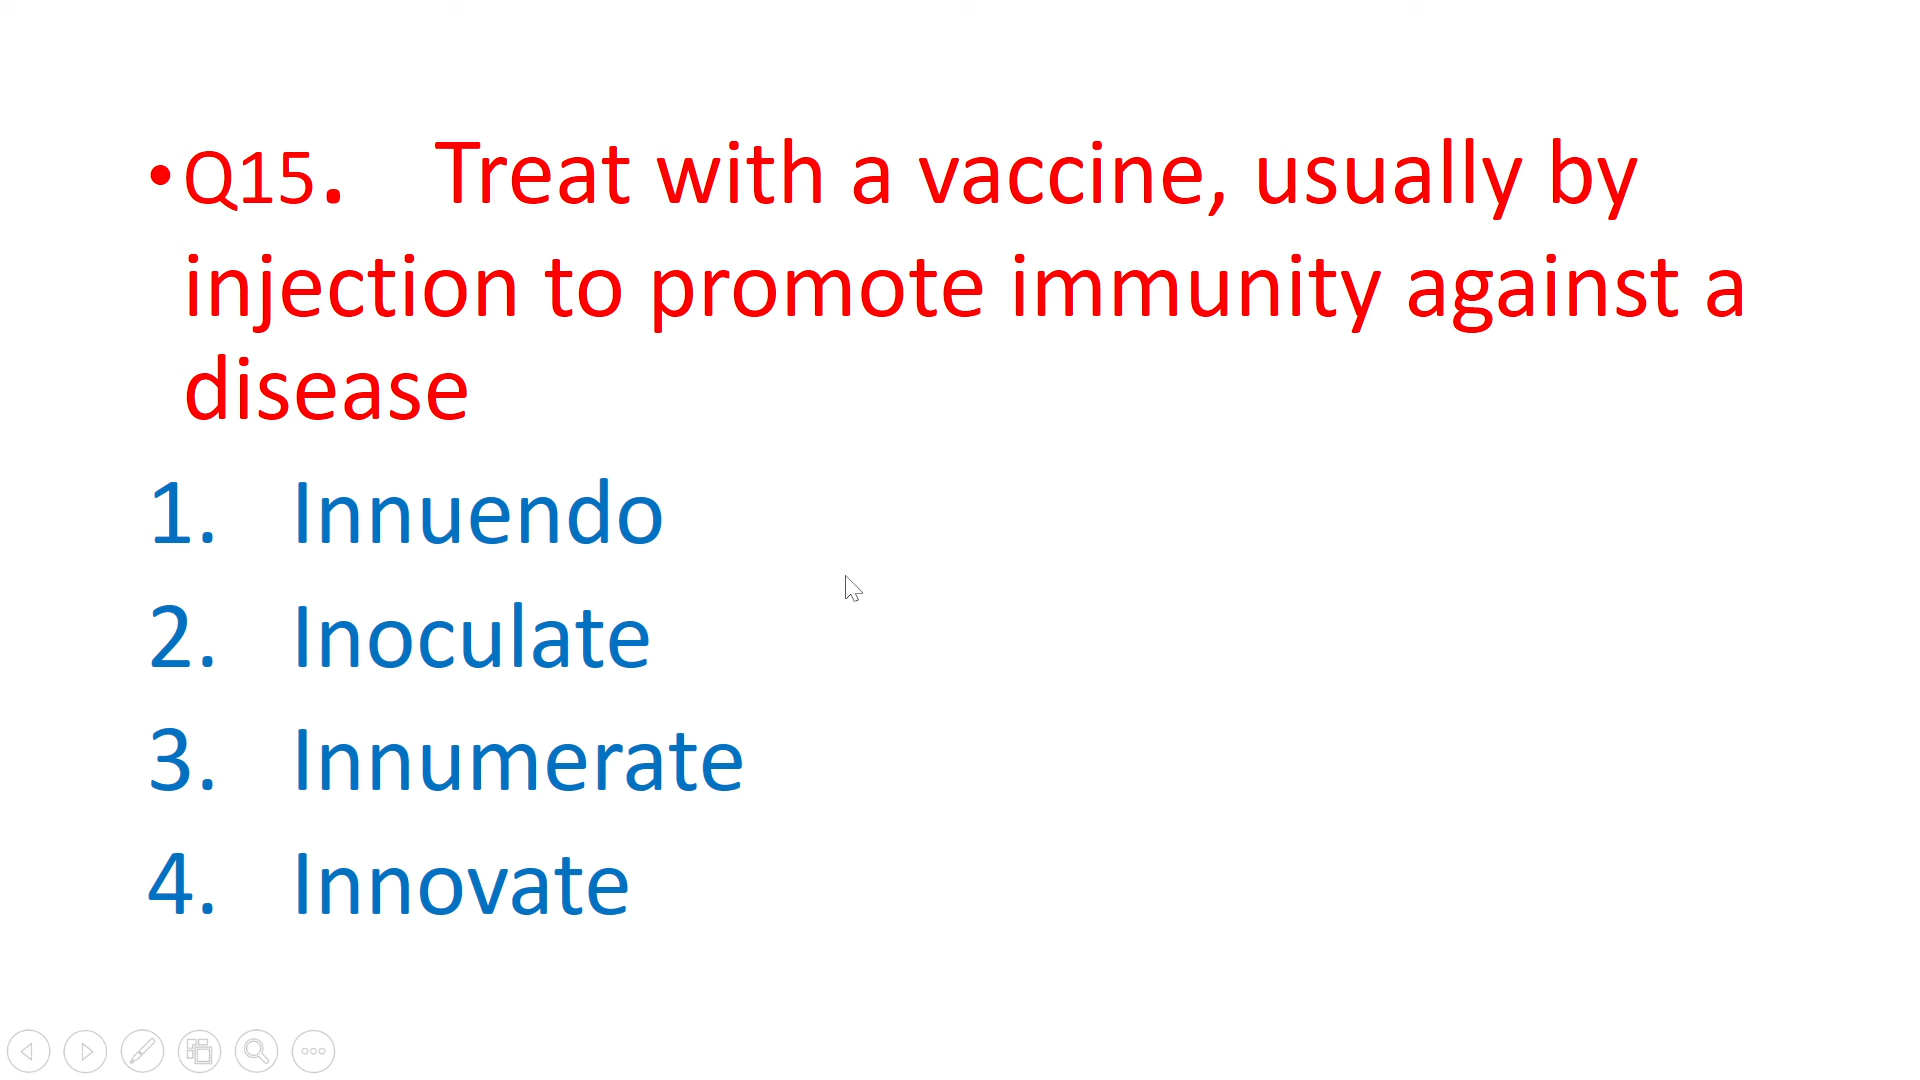 • Q15. Treat with a vaccine, usually by
injection to promote immunity against a
disease
1. Innuendo
2. Inoculate
3. Innumerate
4. Innovate